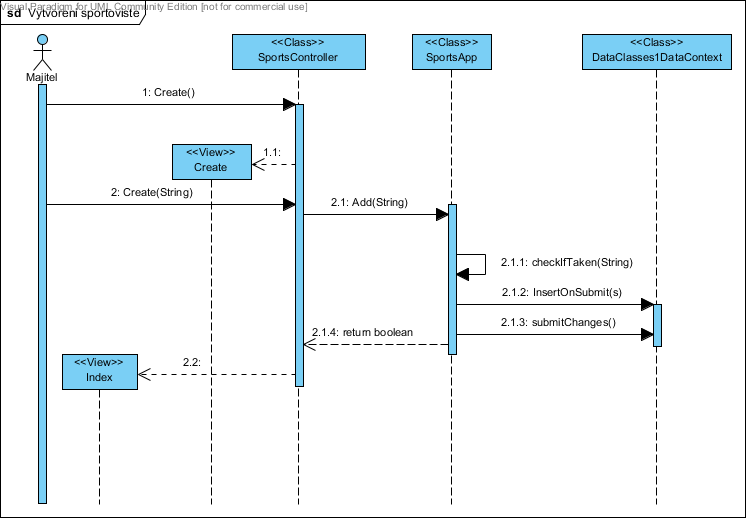 Visual Paradigm for UML Community Edition [not for commercial use]
sd Vytvoreni sportoviste
Majitel
<<Class>>
SportsController
<<Class>>
SportsApp
<<Class>>
DataClasses1DataContext
1: Create()
<<View>>
Create
1.1:
2: Create(String)
2.1: Add(String)
2.1.1: checkIfTaken(String)
2.1.2: InsertOnSubmit(s)
2.1.3: submitChanges()
2.1.4: return boolean
<<View>>
Index
2.2: